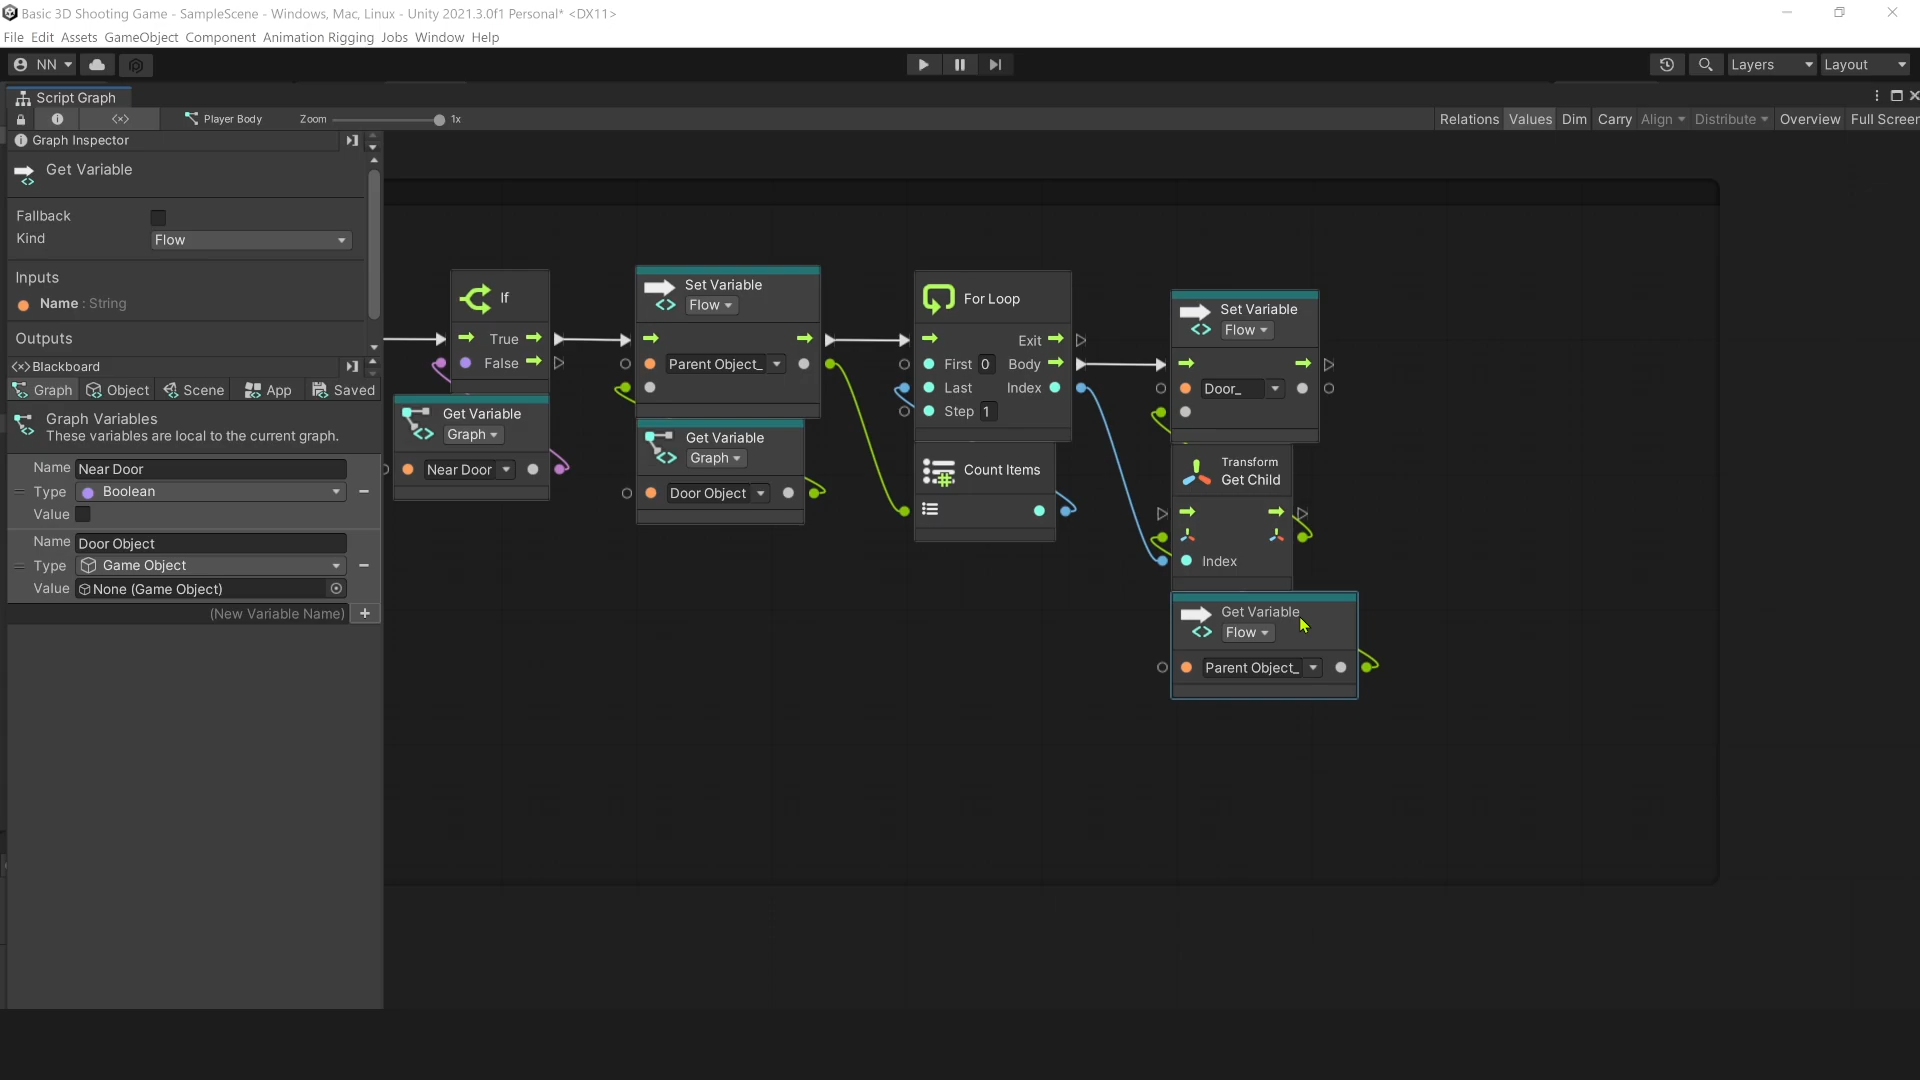 Basic 3D Shooting Game - SampleScene - Windows, Mac, Linux - Unity 2021.3.0f1 Personal* <DX11>
File Edit Assets GameObject Component Animation Rigging Jobs Window Help
NN
Layers
Layout
Script Graph
Player Body
Zoom
1x
Relations Values Dim Carry Align Distribute Overview Full Screen
Graph Inspector
Get Variable
Fallback
Kind
Flow
Inputs
Name : String
Outputs
Blackboard
Graph Object Scene App Saved
Graph Variables
These variables are local to the current graph.
Name Near Door
Type Boolean
Value
Name Door Object
Type Game Object
Value None (Game Object)
(New Variable Name) +
If
True
False
Get Variable
Graph
Near Door
Set Variable
Flow
Parent Object_
Get Variable
Graph
Door Object
For Loop
Exit
First 0 Body
Last Index
Step 1
Count Items
Set Variable
Flow
Door_
Transform
Get Child
Index
Get Variable
Flow
Parent Object_